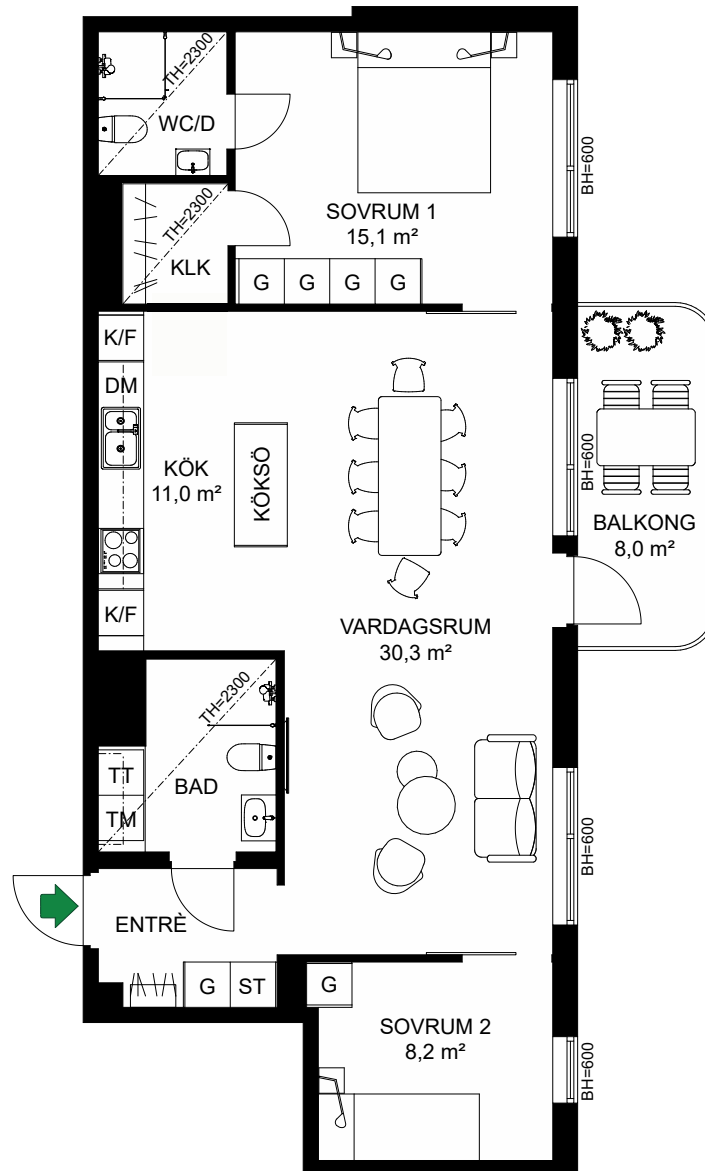 TH=2300
WC/D
BH=600
TH=2300
SOVRUM 1
15,1 m²
KLK
G G G G
K/F
DM
KÖK
11,0 m²
KÖKSÖ
BH=600
BALKONG
8,0 m²
K/F
VARDAGSRUM
30,3 m²
TH=2300
TT
BAD
TM
BH=600
ENTRÈ
G ST
G
SOVRUM 2
8,2 m²
BH=600